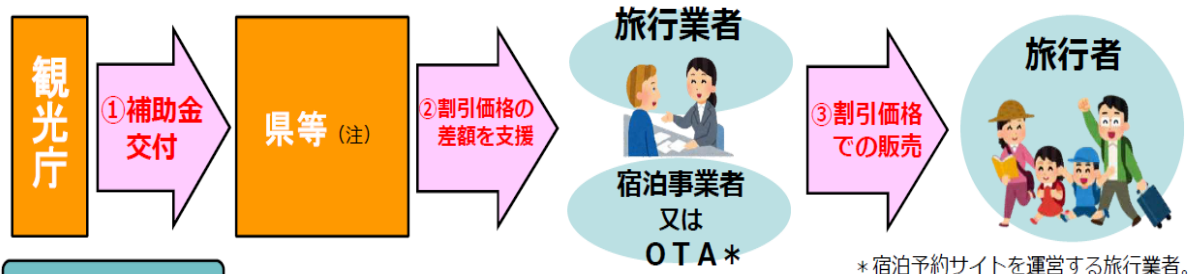 観光庁
①補助金
交付
県等（注）
②割引価格の
差額を支援
旅行業者
宿泊事業者
又は
ＯＴＡ＊
③割引価格
での販売
旅行者
＊宿泊予約サイトを運営する旅行業者。